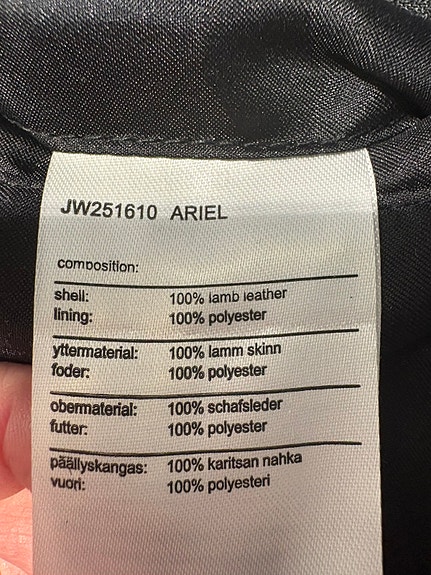 JW251610 ARIEL
composition:
shell: 100% lamb leather
lining: 100% polyester
yttermaterial: 100% lamm skinn
foder: 100% polyester
obermaterial: 100% schafsleder
futter: 100% polyester
päällyskangas: 100% karitsan nahka
vuori: 100% polyesteri